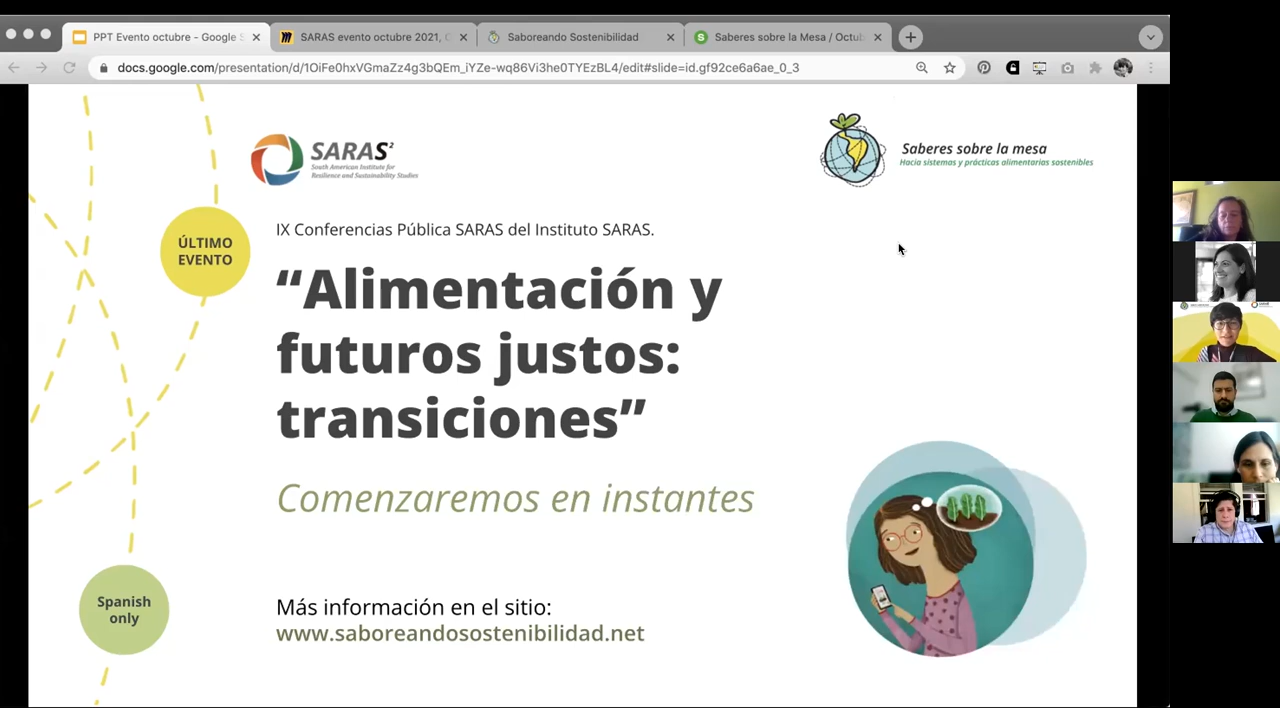 PPT Evento octubre - Google S
SARAS evento octubre 2021, C
Saboreando Sostenibilidad
Saberes sobre la Mesa / Octub
docs.google.com/presentation/d/1OiFe0hxVGmaZz4g3bQEm_iYZe-wq86Vi3he0TYEzBL4/edit#slide=id.gf92ce6a6ae_0_3
SARAS²
South American Institute for
Resilience and Sustainability Studies
Saberes sobre la mesa
Hacia sistemas y prácticas alimentarias sostenibles
IX Conferencias Pública SARAS del Instituto SARAS.
ÚLTIMO
EVENTO
“Alimentación y
futuros justos:
transiciones”
Comenzaremos en instantes
Spanish
only
Más información en el sitio:
www.saboreandosostenibilidad.net